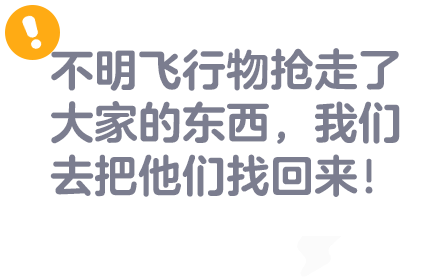 不明飞行物抢走了
大家的东西，我们
去把他们找回来！